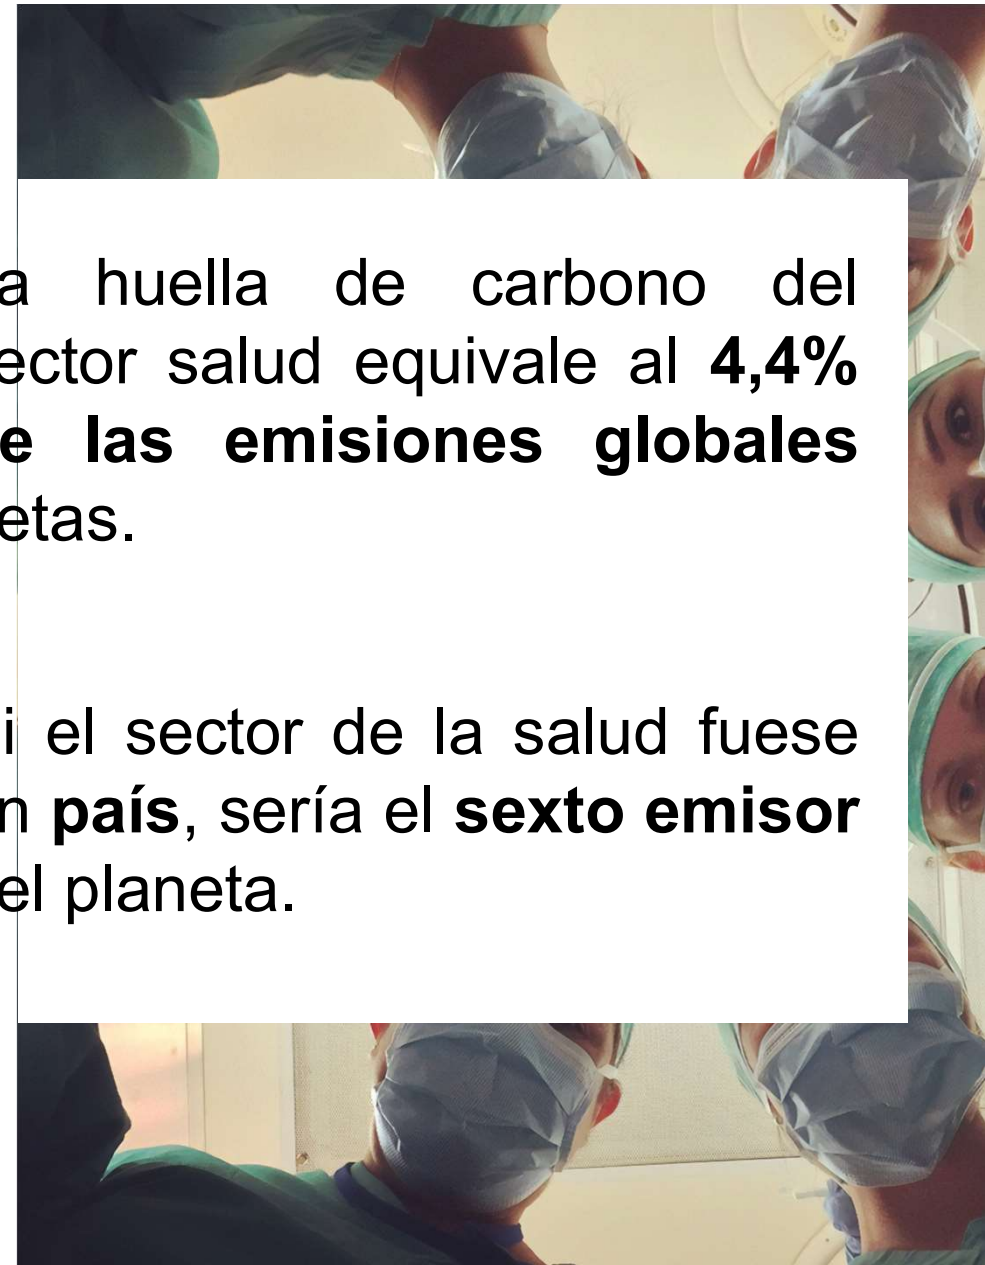 a huella de carbono del
ector salud equivale al 4,4%
e las emisiones globales
etas.
i el sector de la salud fuese
n país, sería el sexto emisor
el planeta.